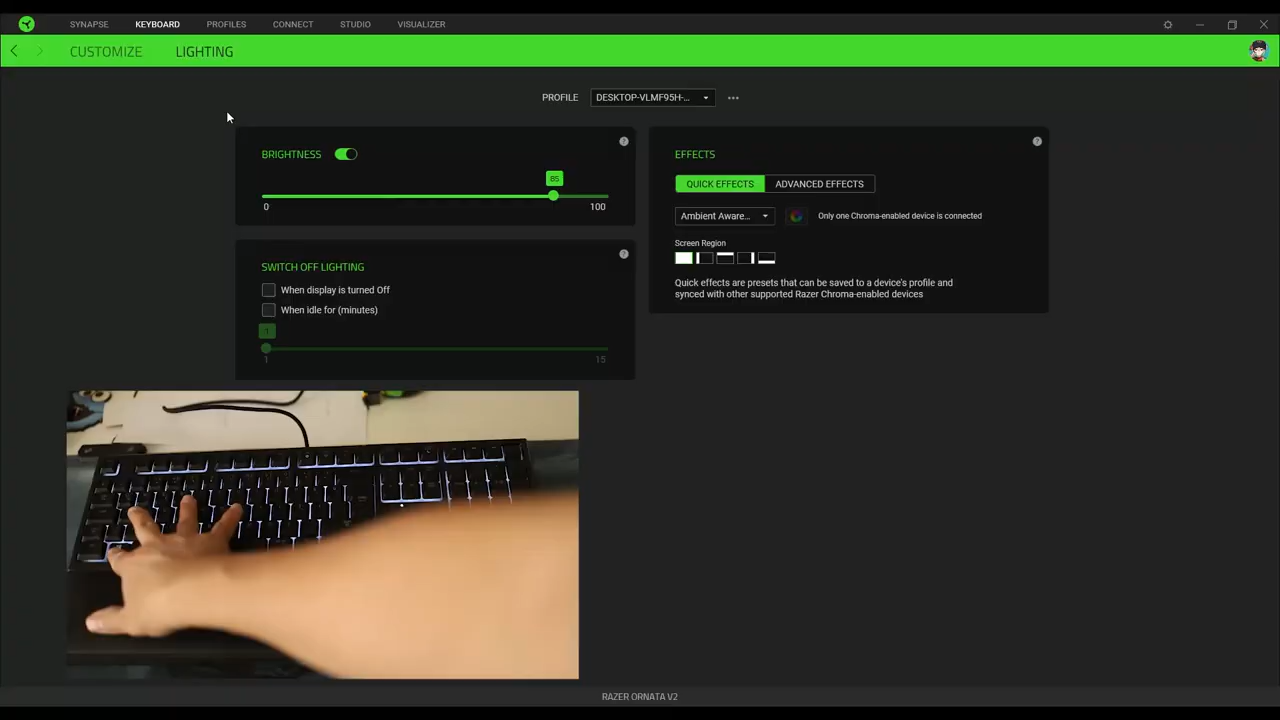 SYNAPSE KEYBOARD PROFILES CONNECT STUDIO VISUALIZER
CUSTOMIZE LIGHTING
PROFILE DESKTOP-VLMF95H-...
BRIGHTNESS
85
0 100
SWITCH OFF LIGHTING
When display is turned Off
When idle for (minutes)
1
1 15
EFFECTS
QUICK EFFECTS ADVANCED EFFECTS
Ambient Aware... Only one Chroma-enabled device is connected
Screen Region
Quick effects are presets that can be saved to a device's profile and
synced with other supported Razer Chroma-enabled devices
RAZER ORNATA V2